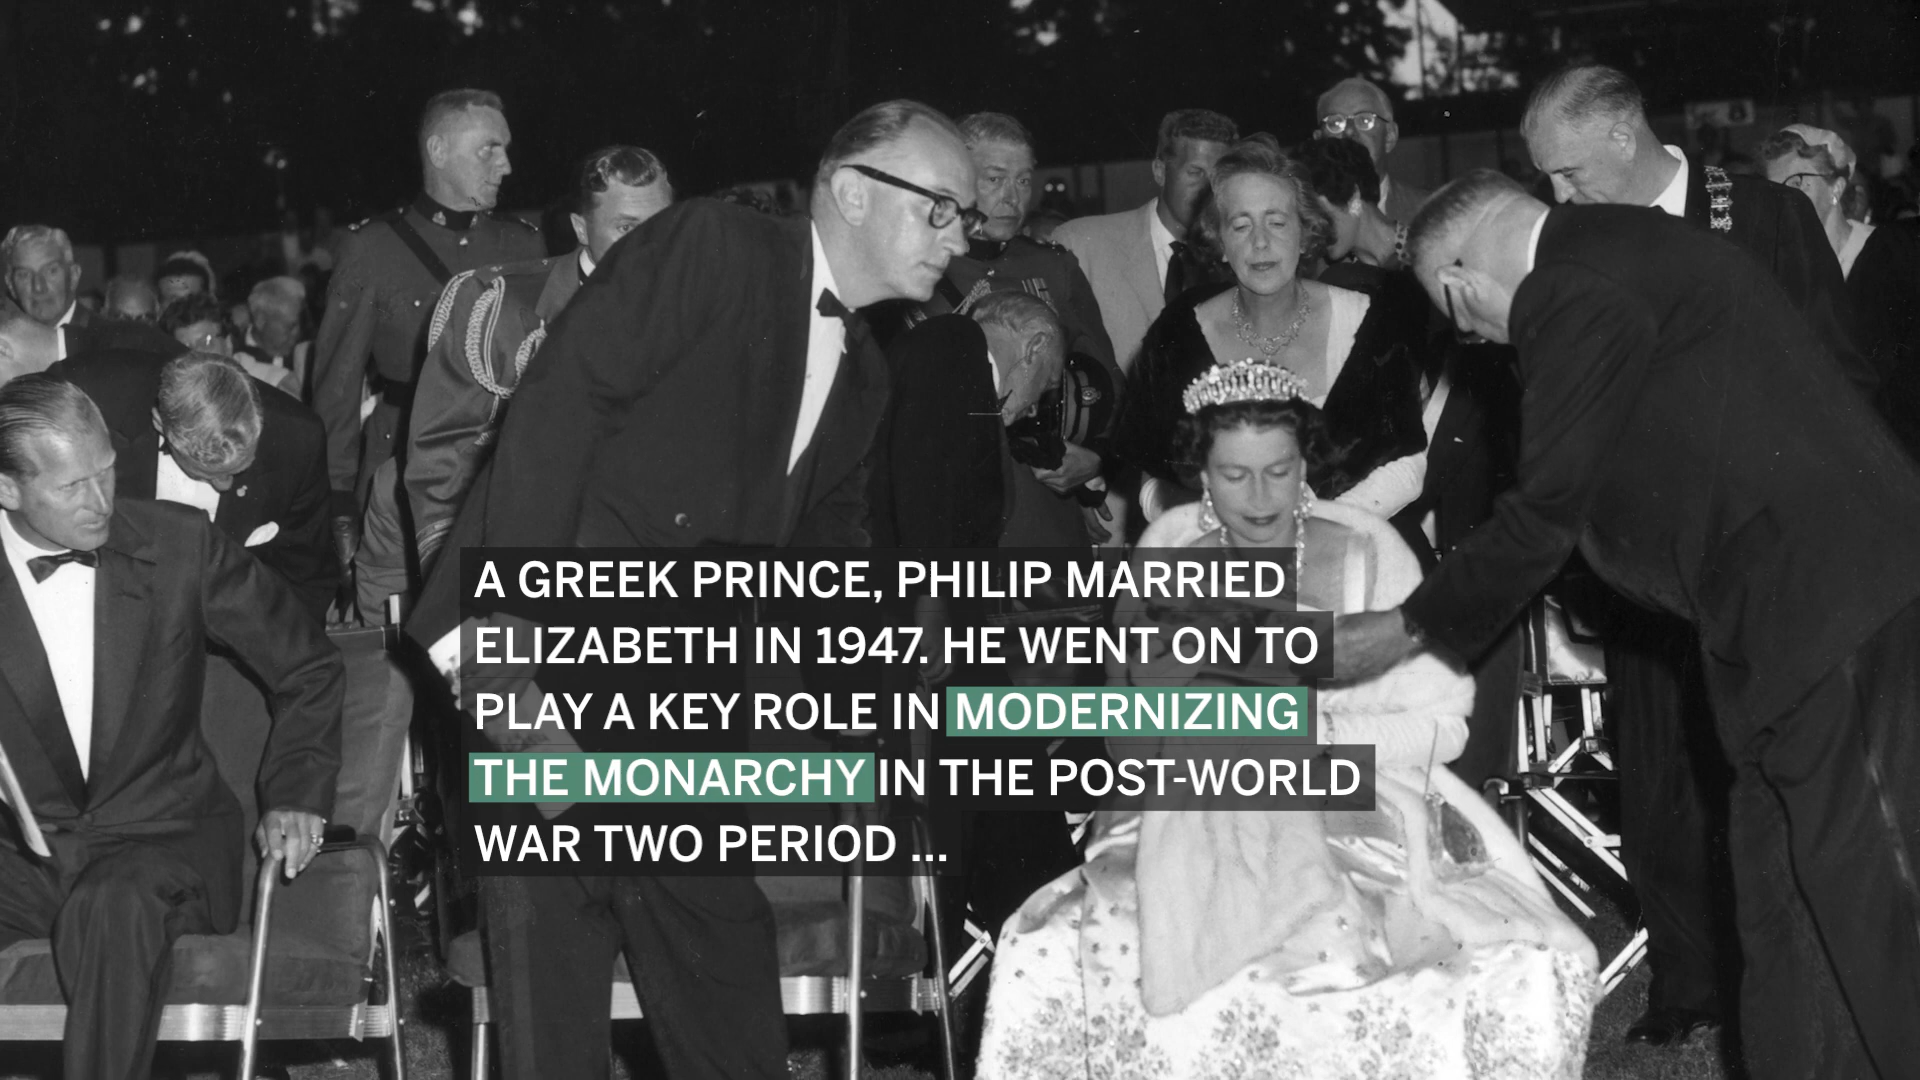 A GREEK PRINCE, PHILIP MARRIED
ELIZABETH IN 1947. HE WENT ON TO
PLAY A KEY ROLE IN MODERNIZING
THE MONARCHY IN THE POST-WORLD
WAR TWO PERIOD ...